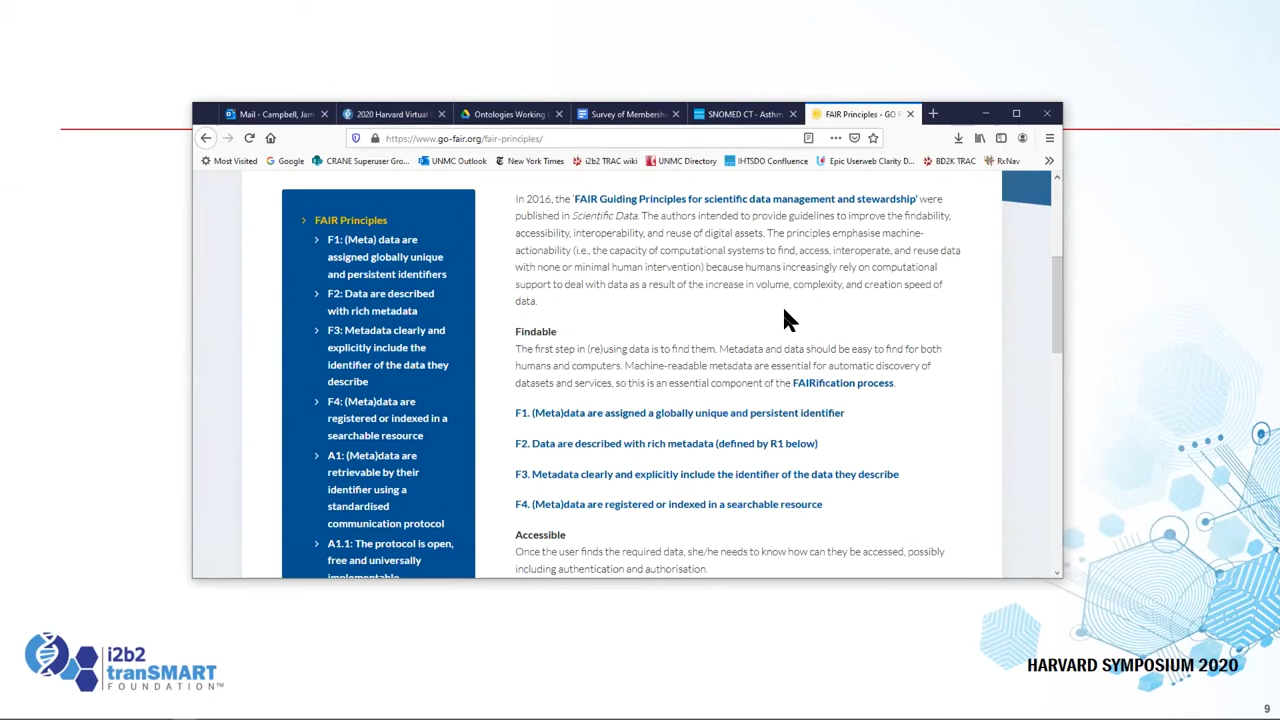 Mail - Campbell, Jam
2020 Harvard Virtual
Ontologies Working
Survey of Membersh
SNOMED CT - Asthm
FAIR Principles - GO F
https://www.go-fair.org/fair-principles/
Most Visited
Google
CRANE Superuser Gro...
UNMC Outlook
New York Times
i2b2 TRAC wiki
UNMC Directory
IHTSDO Confluence
Epic Userweb Clarity D...
BD2K TRAC
RxNav
FAIR Principles
F1: (Meta) data are
assigned globally unique
and persistent identifiers
F2: Data are described
with rich metadata
F3: Metadata clearly and
explicitly include the
identifier of the data they
describe
F4: (Meta)data are
registered or indexed in a
searchable resource
A1: (Meta)data are
retrievable by their
identifier using a
standardised
communication protocol
A1.1: The protocol is open,
free and universally
implementable
In 2016, the 'FAIR Guiding Principles for scientific data management and stewardship' were
published in Scientific Data. The authors intended to provide guidelines to improve the findability,
accessibility, interoperability, and reuse of digital assets. The principles emphasise machine-
actionability (i.e., the capacity of computational systems to find, access, interoperate, and reuse data
with none or minimal human intervention) because humans increasingly rely on computational
support to deal with data as a result of the increase in volume, complexity, and creation speed of
data.
Findable
The first step in (re)using data is to find them. Metadata and data should be easy to find for both
humans and computers. Machine-readable metadata are essential for automatic discovery of
datasets and services, so this is an essential component of the FAIRification process.
F1. (Meta)data are assigned a globally unique and persistent identifier
F2. Data are described with rich metadata (defined by R1 below)
F3. Metadata clearly and explicitly include the identifier of the data they describe
F4. (Meta)data are registered or indexed in a searchable resource
Accessible
Once the user finds the required data, she/he needs to know how can they be accessed, possibly
including authentication and authorisation.
i2b2
tranSMART
FOUNDATION™
HARVARD SYMPOSIUM 2020
9